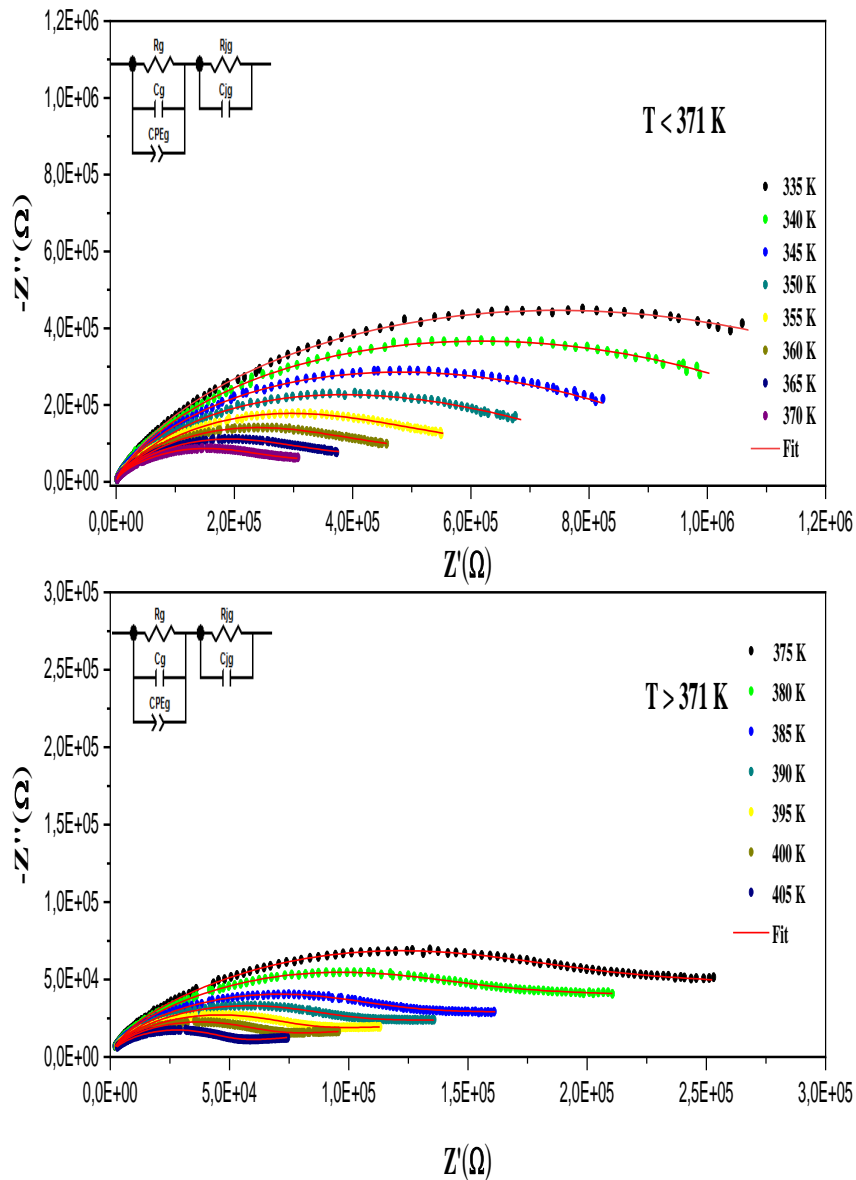 1,2E+06
1,0E+06
8,0E+05
6,0E+05
4,0E+05
2,0E+05
0,0E+00
-Z''(Ω)
Rg
Rjg
Cg
Cjg
CPEg
T < 371 K
335 K
340 K
345 K
350 K
355 K
360 K
365 K
370 K
Fit
0,0E+00 2,0E+05 4,0E+05 6,0E+05 8,0E+05 1,0E+06 1,2E+06
Z'(Ω)
3,0E+05
2,5E+05
2,0E+05
1,5E+05
1,0E+05
5,0E+04
0,0E+00
-Z''(Ω)
Rg
Rjg
Cg
Cjg
CPEg
T > 371 K
375 K
380 K
385 K
390 K
395 K
400 K
405 K
Fit
0,0E+00 5,0E+04 1,0E+05 1,5E+05 2,0E+05 2,5E+05 3,0E+05
Z'(Ω)